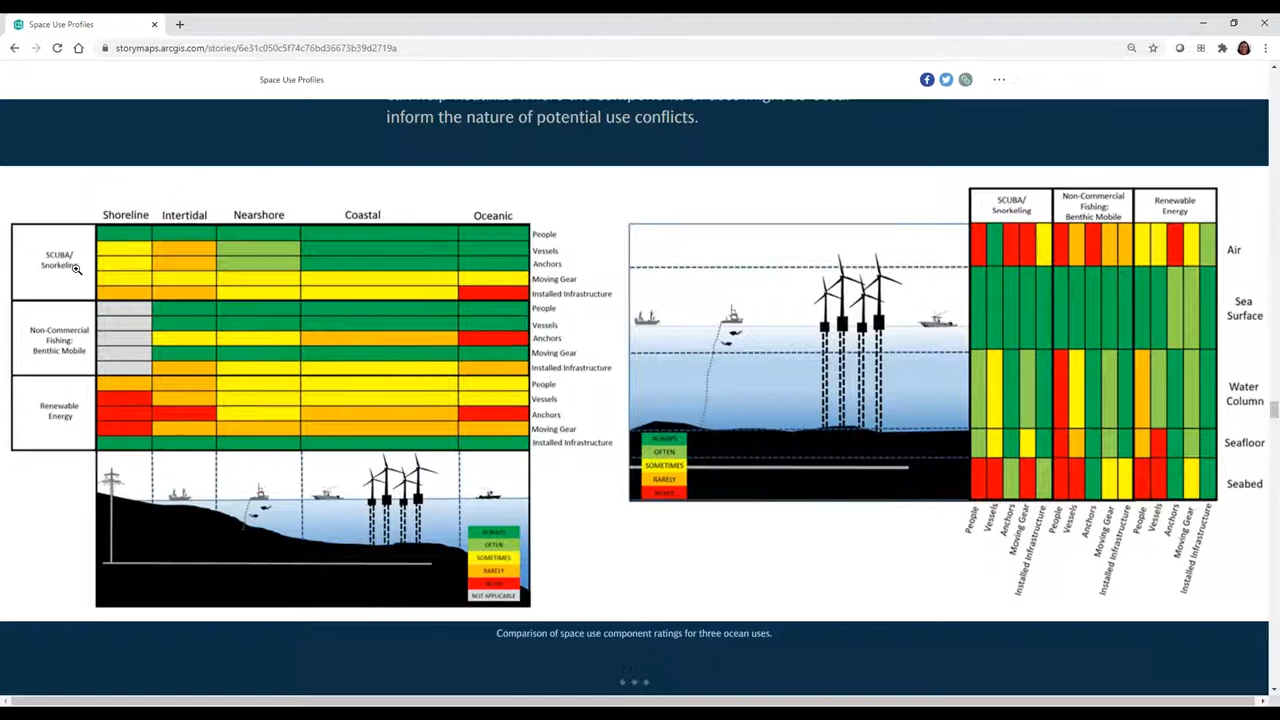 Space Use Profiles
storymaps.arcgis.com/stories/6e31c050c5f74c76bd36673b39d2719a
Space Use Profiles
inform the nature of potential use conflicts.
Shoreline Intertidal Nearshore Coastal Oceanic
SCUBA/
Snorkeling
People
Vessels
Anchors
Moving Gear
Installed Infrastructure
Non-Commercial
Fishing:
Benthic Mobile
People
Vessels
Anchors
Moving Gear
Installed Infrastructure
Renewable
Energy
People
Vessels
Anchors
Moving Gear
Installed Infrastructure
ALWAYS
OFTEN
SOMETIMES
RARELY
NEVER
NOT APPLICABLE
SCUBA/
Snorkeling
Non-Commercial
Fishing:
Benthic Mobile
Renewable
Energy
Air
Sea
Surface
Water
Column
Seafloor
Seabed
ALWAYS
OFTEN
SOMETIMES
RARELY
NEVER
People
Vessels
Anchors
Moving Gear
Installed Infrastructure
People
Vessels
Anchors
Moving Gear
Installed Infrastructure
People
Vessels
Anchors
Moving Gear
Installed Infrastructure
Comparison of space use component ratings for three ocean uses.